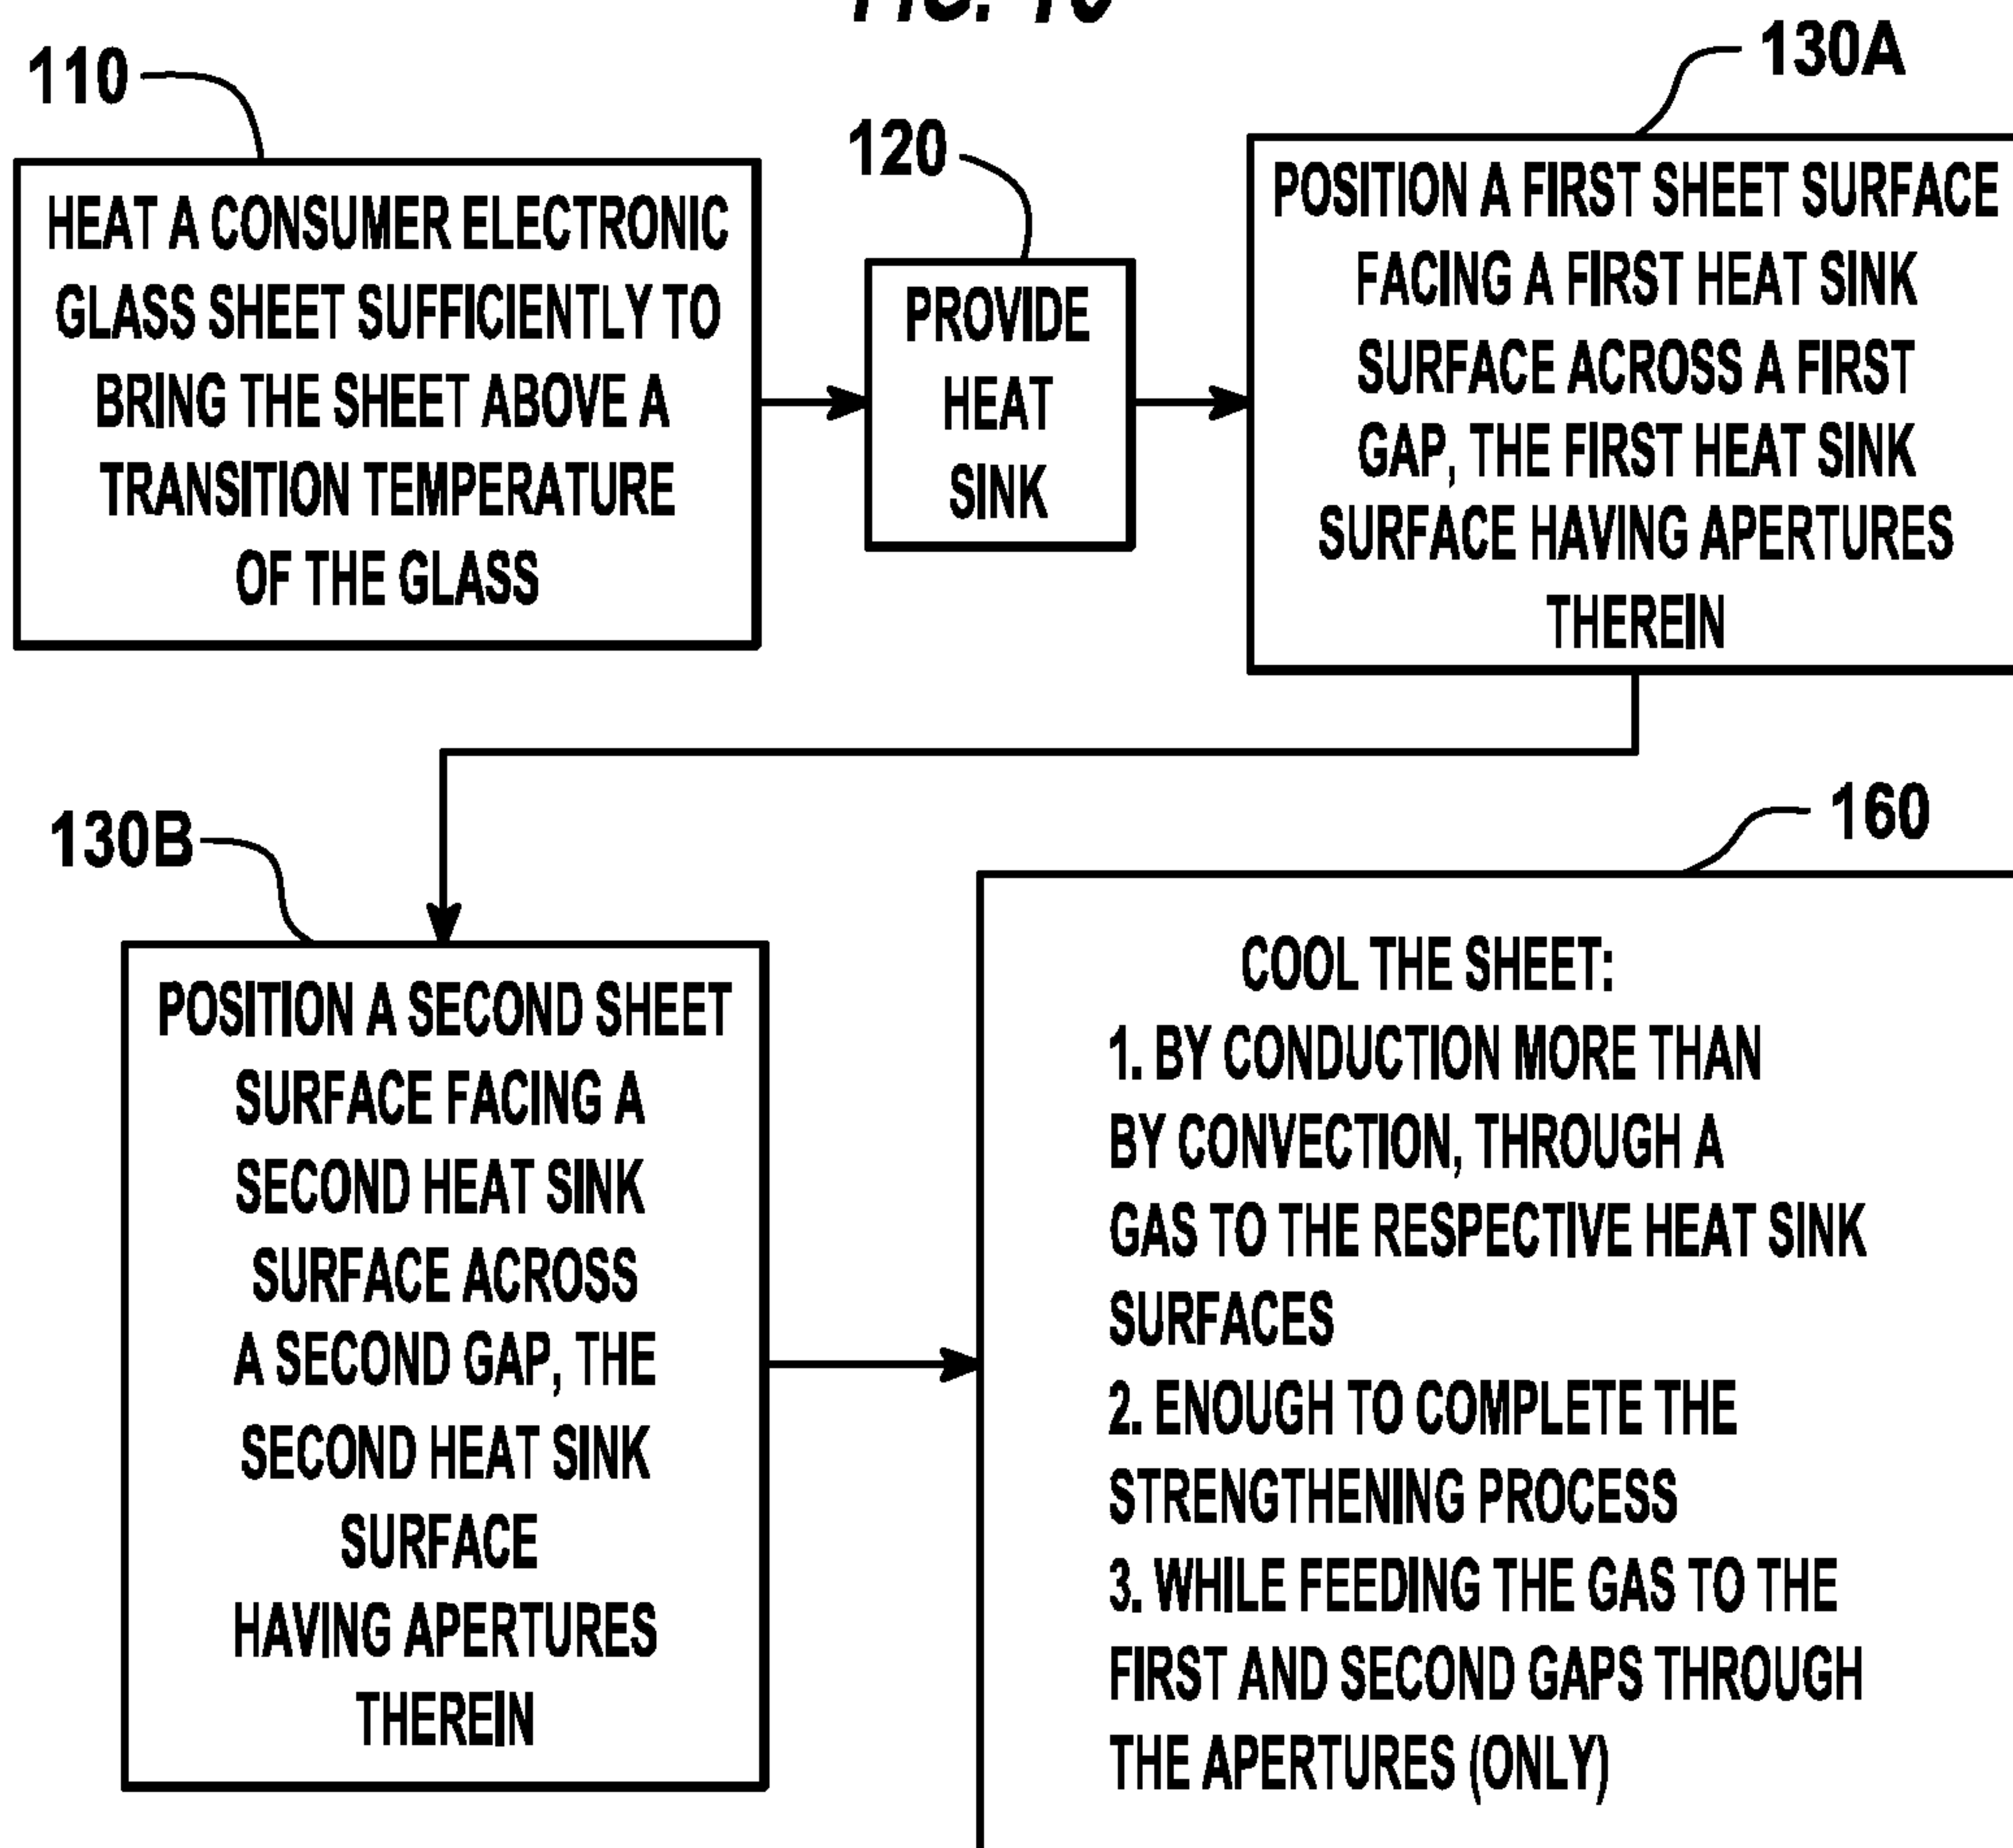 110
HEAT A CONSUMER ELECTRONIC
GLASS SHEET SUFFICIENTLY TO
BRING THE SHEET ABOVE A
TRANSITION TEMPERATURE
OF THE GLASS
120
PROVIDE
HEAT
SINK
130A
POSITION A FIRST SHEET SURFACE
FACING A FIRST HEAT SINK
SURFACE ACROSS A FIRST
GAP, THE FIRST HEAT SINK
SURFACE HAVING APERTURES
THEREIN
130B
POSITION A SECOND SHEET
SURFACE FACING A
SECOND HEAT SINK
SURFACE ACROSS
A SECOND GAP, THE
SECOND HEAT SINK
SURFACE
HAVING APERTURES
THEREIN
160
COOL THE SHEET:
1. BY CONDUCTION MORE THAN
BY CONVECTION, THROUGH A
GAS TO THE RESPECTIVE HEAT SINK
SURFACES
2. ENOUGH TO COMPLETE THE
STRENGTHENING PROCESS
3. WHILE FEEDING THE GAS TO THE
FIRST AND SECOND GAPS THROUGH
THE APERTURES (ONLY)